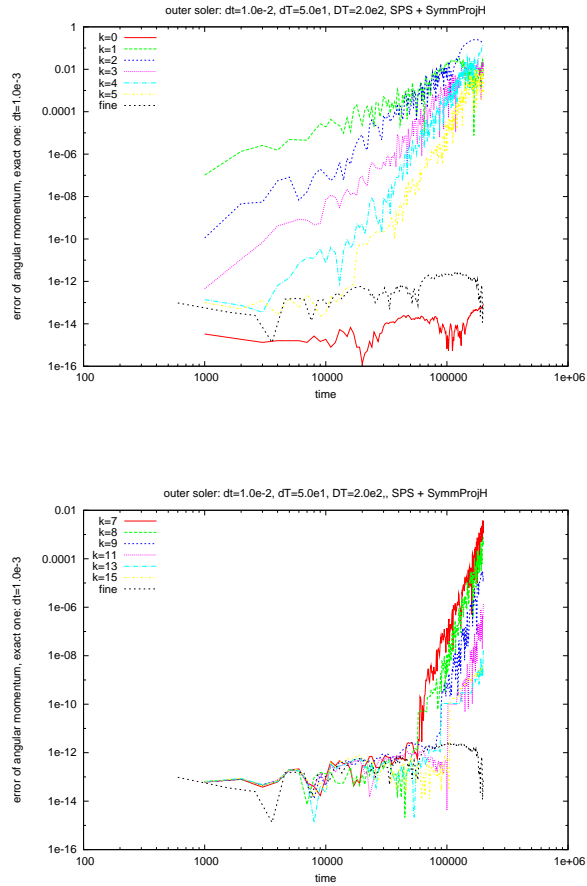 outer soler: dt=1.0e-2, dT=5.0e1, DT=2.0e2, SPS + SymmProjH
error of angular momentum, exact one: dt=1.0e-3
1
0.01
0.0001
1e-06
1e-08
1e-10
1e-12
1e-14
1e-16
k=0
k=1
k=2
k=3
k=4
k=5
fine
100
1000
10000
100000
1e+06
time
outer soler: dt=1.0e-2, dT=5.0e1, DT=2.0e2,, SPS + SymmProjH
error of angular momentum, exact one: dt=1.0e-3
0.01
0.0001
1e-06
1e-08
1e-10
1e-12
1e-14
1e-16
k=7
k=8
k=9
k=11
k=13
k=15
fine
100
1000
10000
100000
1e+06
time